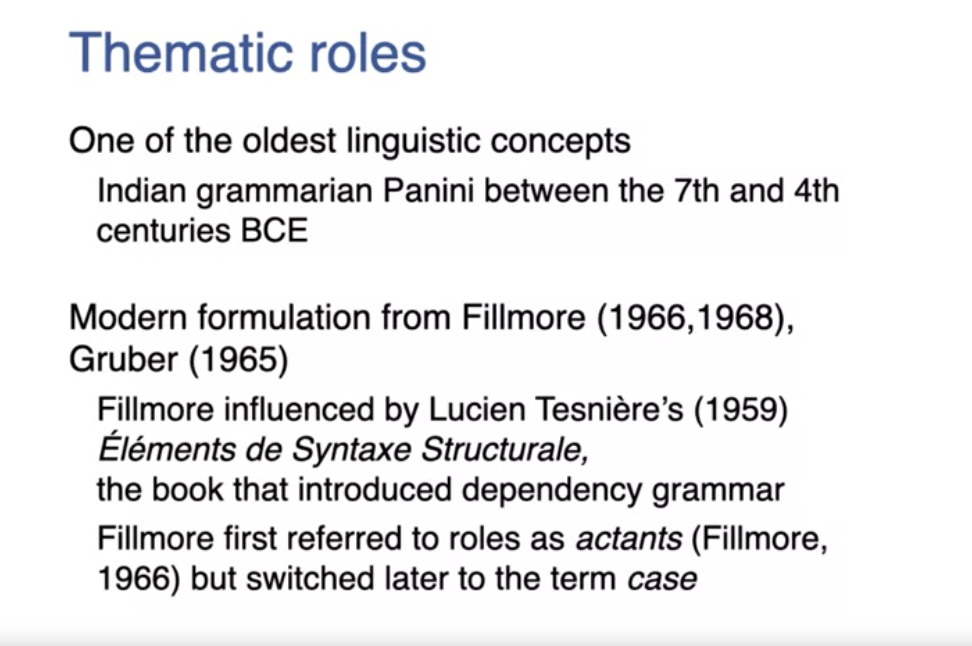 Thematic roles
One of the oldest linguistic concepts
Indian grammarian Panini between the 7th and 4th
centuries BCE
Modern formulation from Fillmore (1966,1968),
Gruber (1965)
Fillmore influenced by Lucien Tesnière’s (1959)
Éléments de Syntaxe Structurale,
the book that introduced dependency grammar
Fillmore first referred to roles as actants (Fillmore,
1966) but switched later to the term case